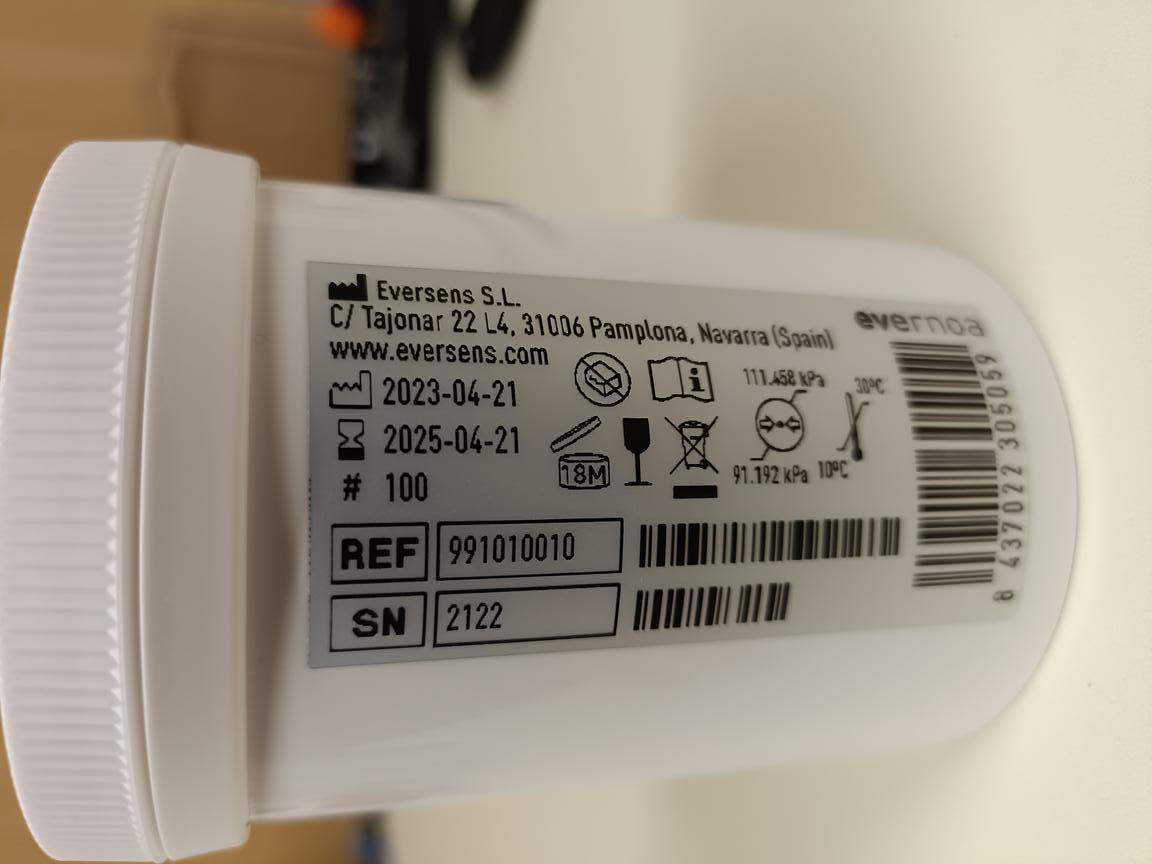 Eversens S.L.
C/ Tajonar 22 L4, 31006 Pamplona, Navarra (Spain)
www.eversens.com
evernoa
2023-04-21
2025-04-21
# 100
18M
111.458 kPa
91.192 kPa
30ºC
10ºC
REF 991010010
SN 2122
8 437022 305059